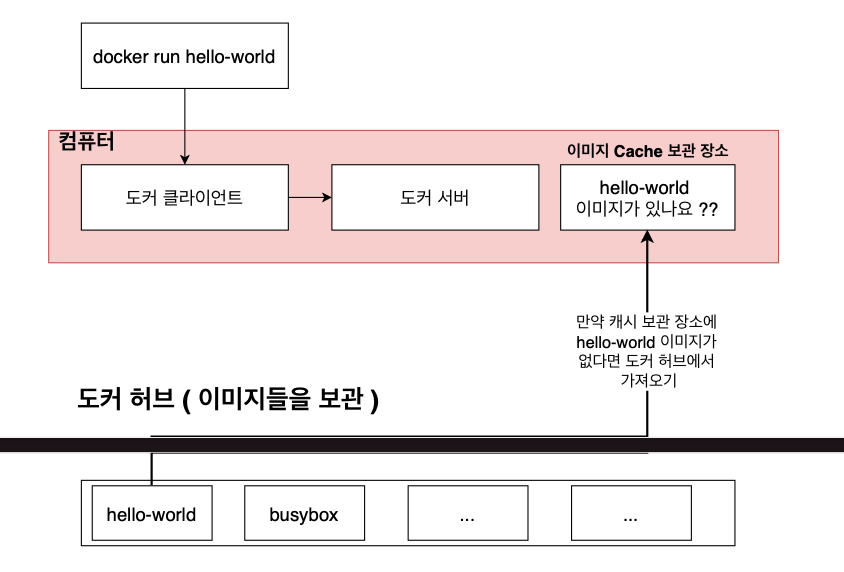 docker run hello-world
컴퓨터
이미지 Cache 보관 장소
도커 클라이언트
도커 서버
hello-world
이미지가 있나요 ??
만약 캐시 보관 장소에
hello-world 이미지가
없다면 도커 허브에서
가져오기
도커 허브 ( 이미지들을 보관 )
hello-world
busybox
...
...